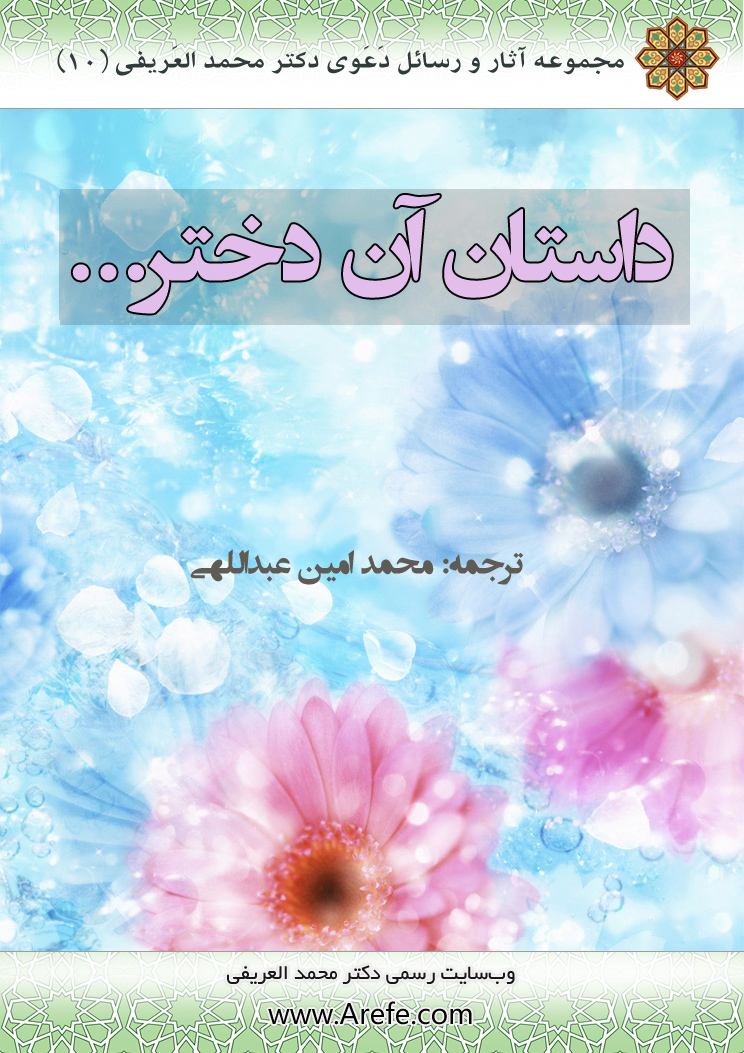 مجموعه آثار و رسائل دَعَوی دکتر محمد العَریفی (۱۰)
داستان آن دختر...
ترجمه: محمد امین عبداللهی
وب‌سایت رسمی دکتر محمد العریفی
www.Arefe.com